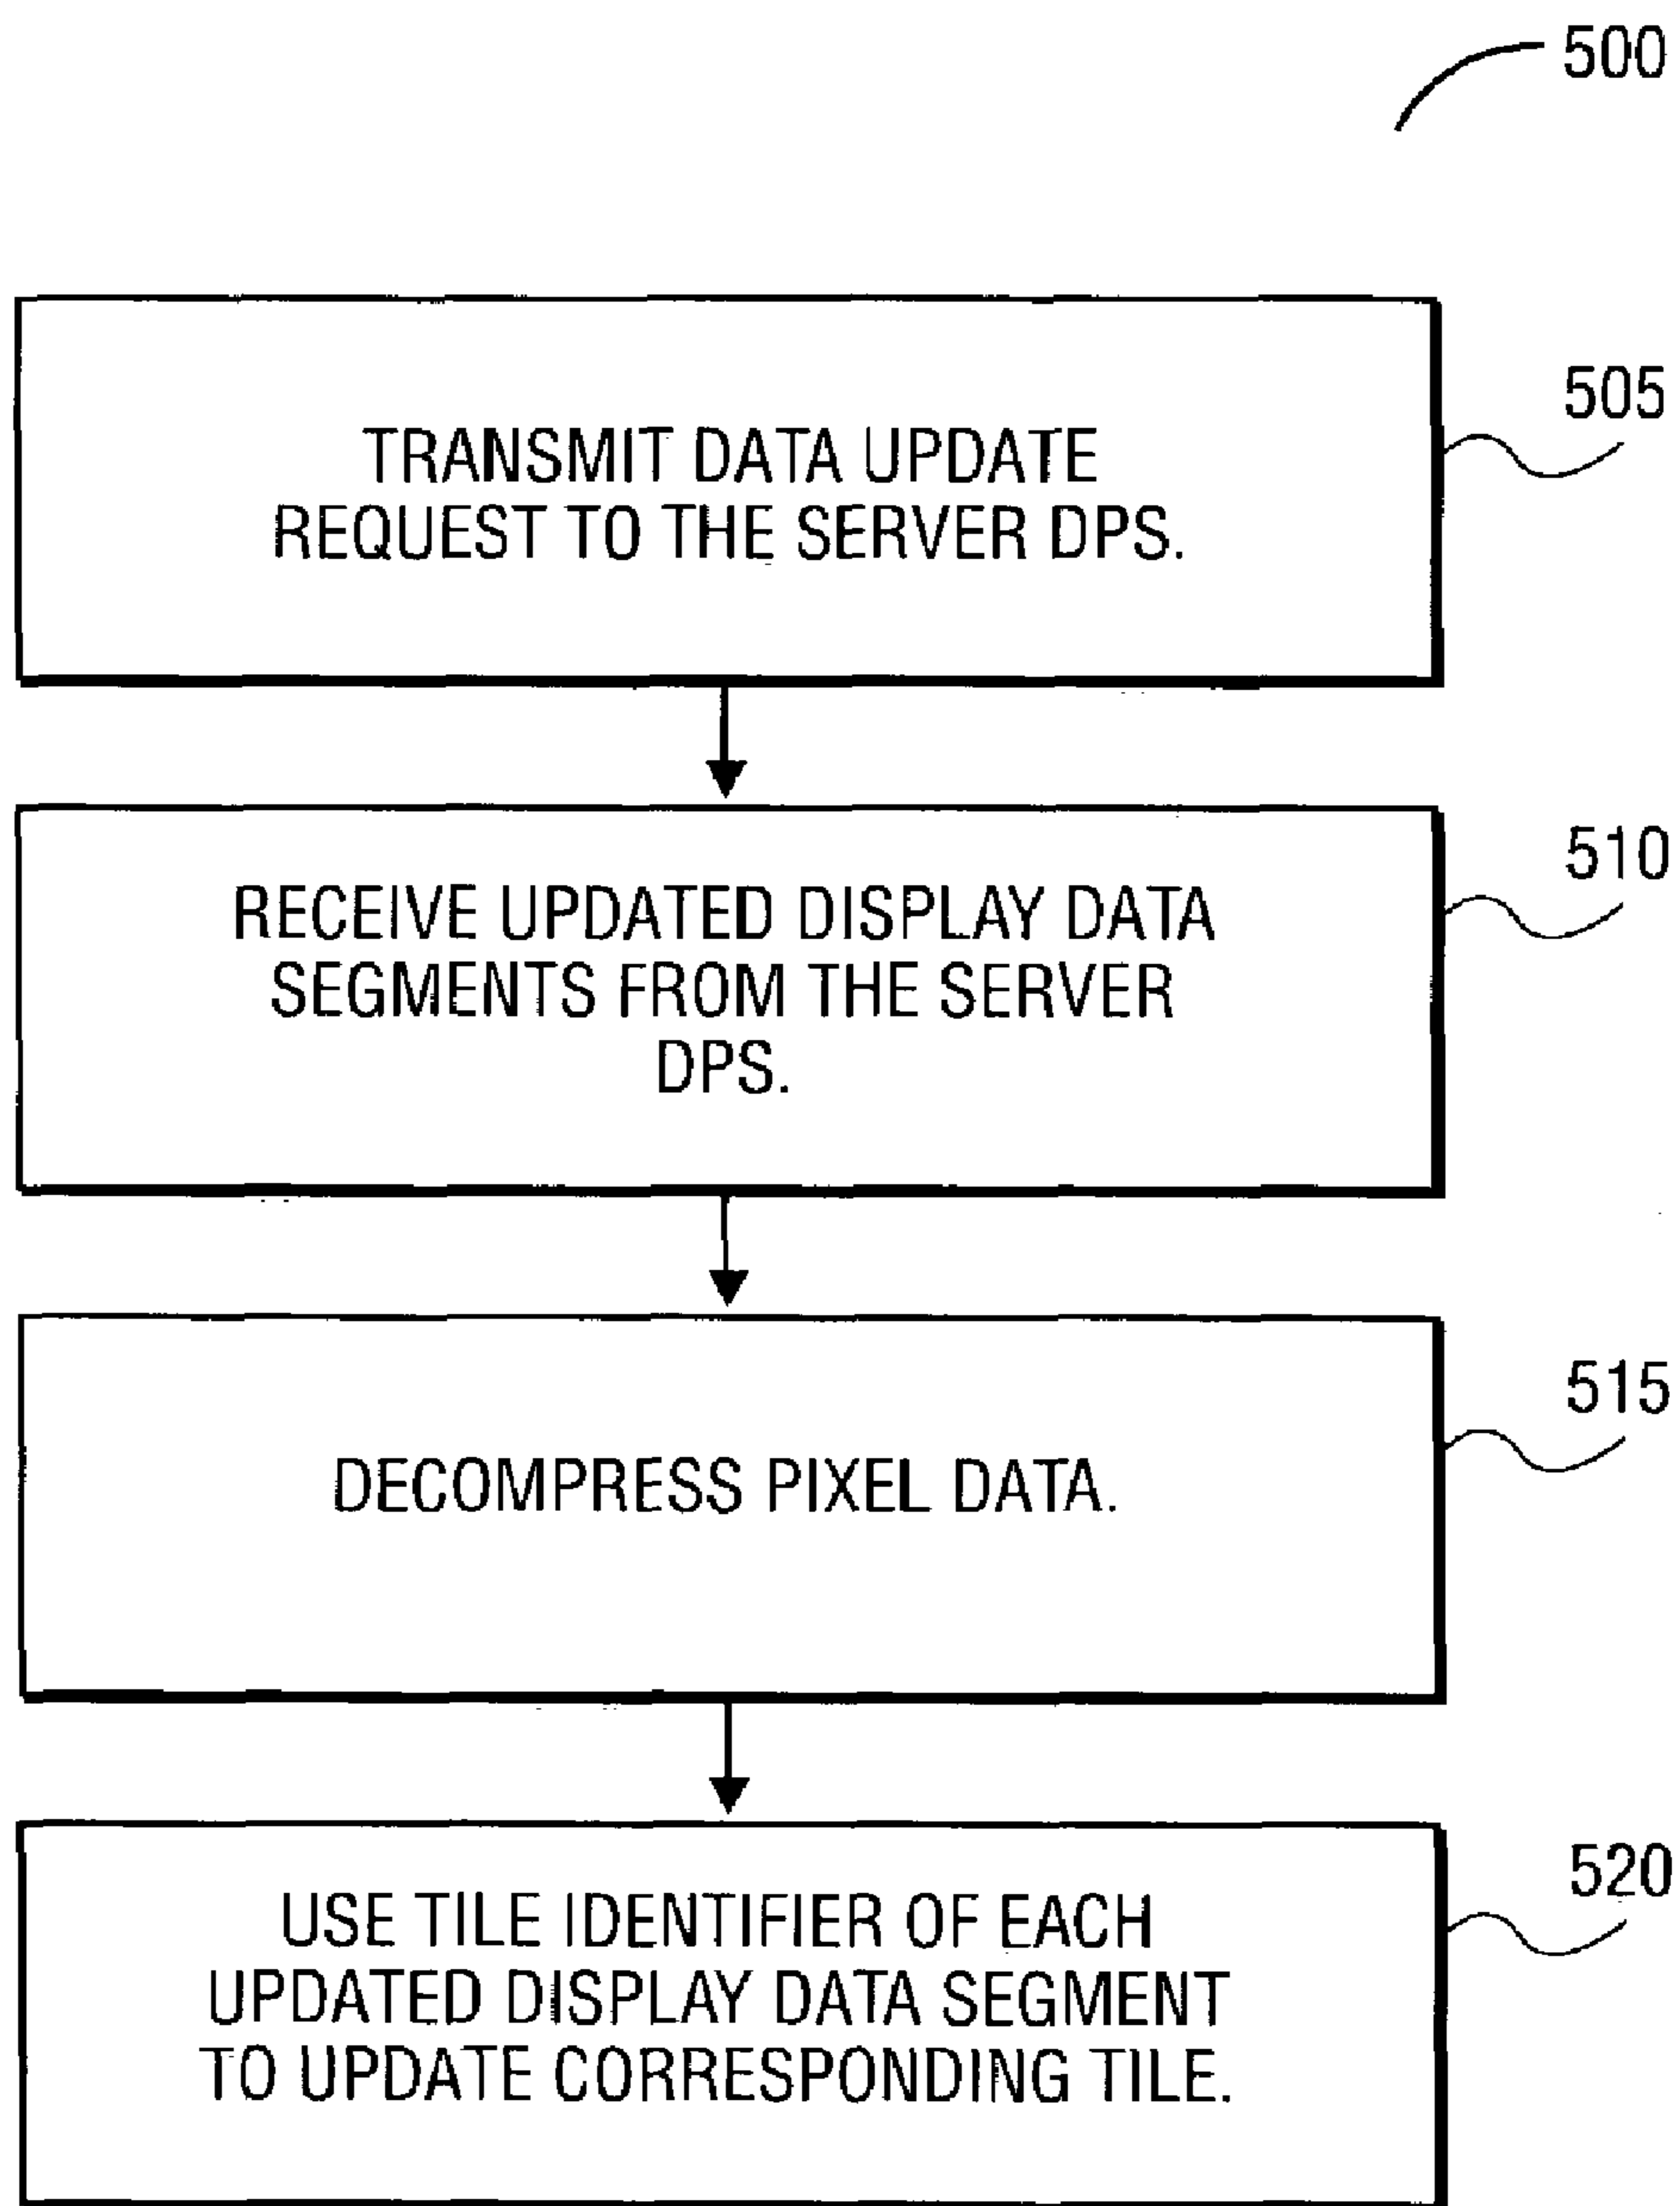 500
505
TRANSMIT DATA UPDATE
REQUEST TO THE SERVER DPS.
510
RECEIVE UPDATED DISPLAY DATA
SEGMENTS FROM THE SERVER
DPS.
515
DECOMPRESS PIXEL DATA.
520
USE TILE IDENTIFIER OF EACH
UPDATED DISPLAY DATA SEGMENT
TO UPDATE CORRESPONDING TILE.